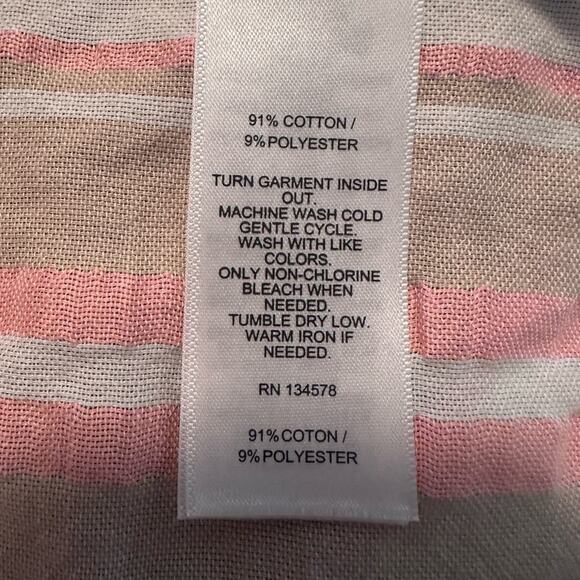 91% COTTON /
9% POLYESTER
TURN GARMENT INSIDE
OUT.
MACHINE WASH COLD
GENTLE CYCLE.
WASH WITH LIKE
COLORS.
ONLY NON-CHLORINE
BLEACH WHEN
NEEDED.
TUMBLE DRY LOW.
WARM IRON IF
NEEDED.
RN 134578
91% COTON /
9% POLYESTER